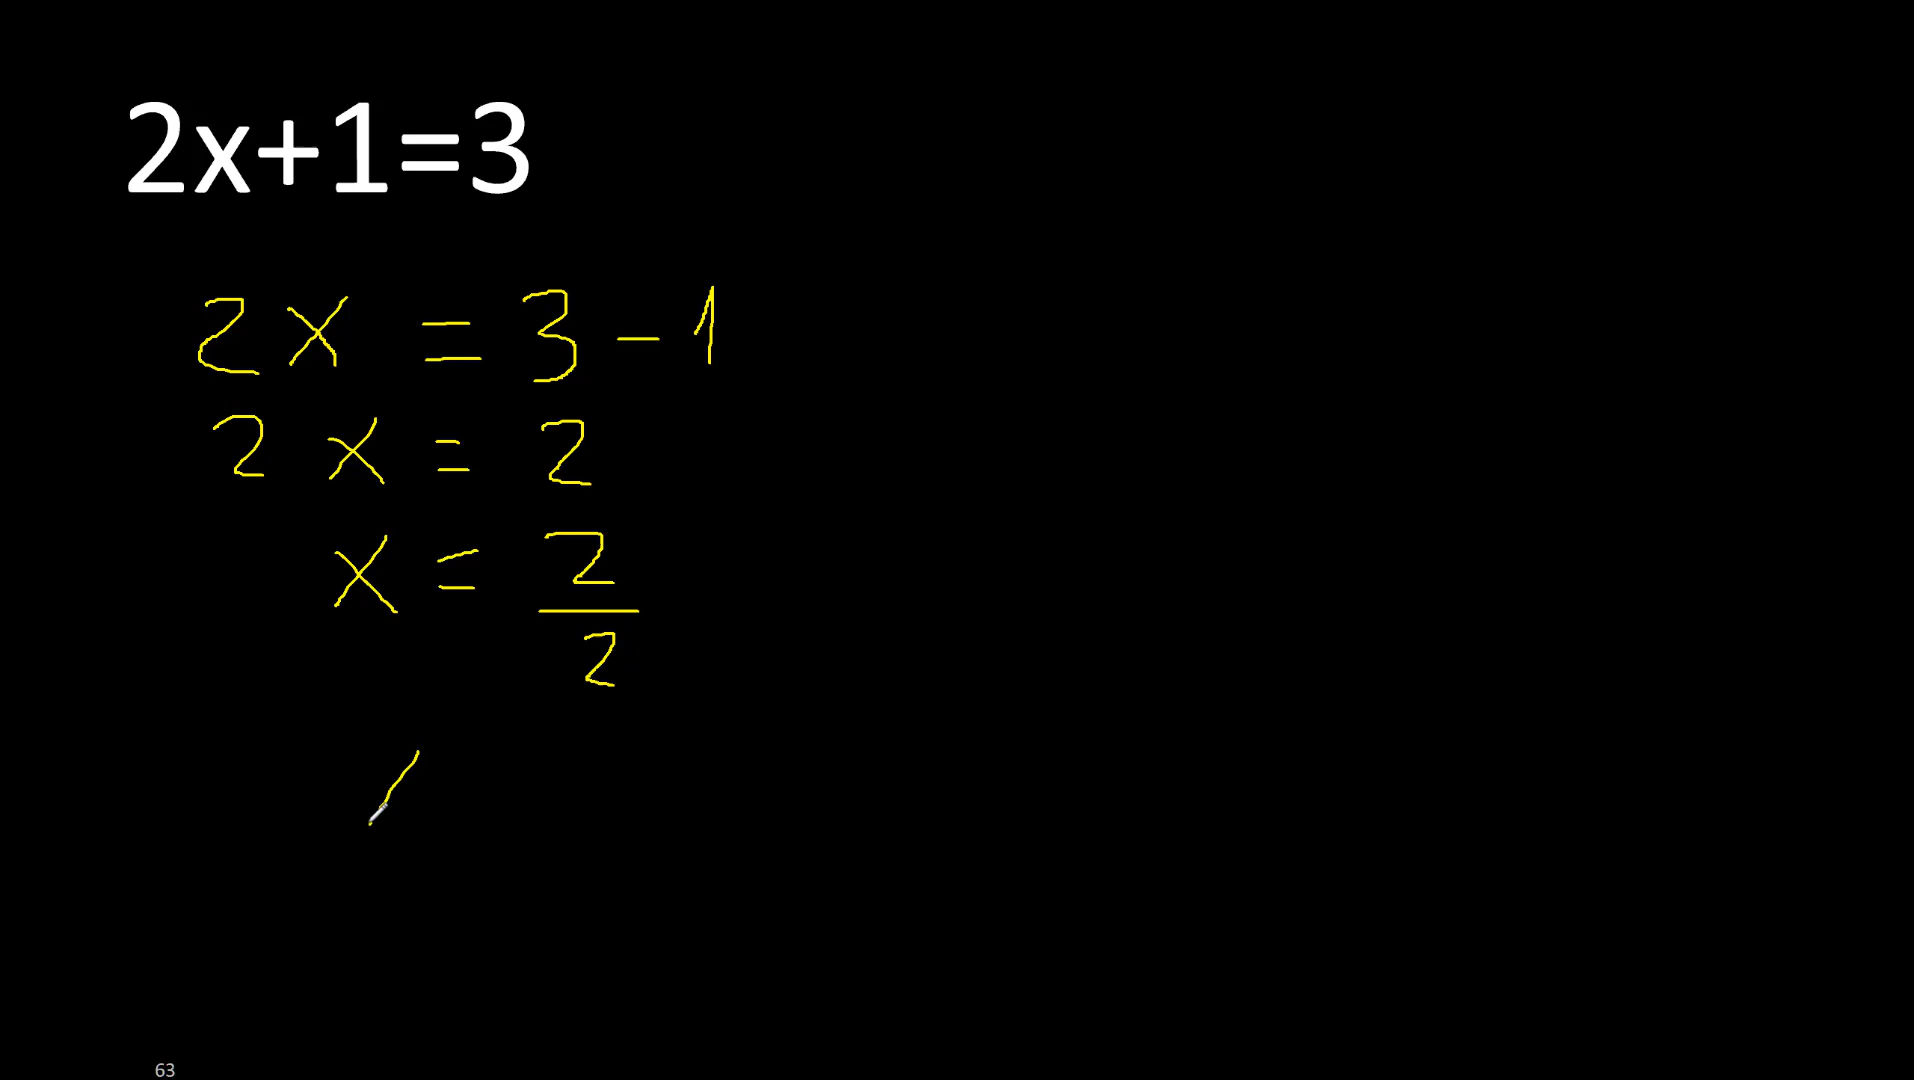 2x+1=3
2x = 3 - 1
2x = 2
x = 2/2
63